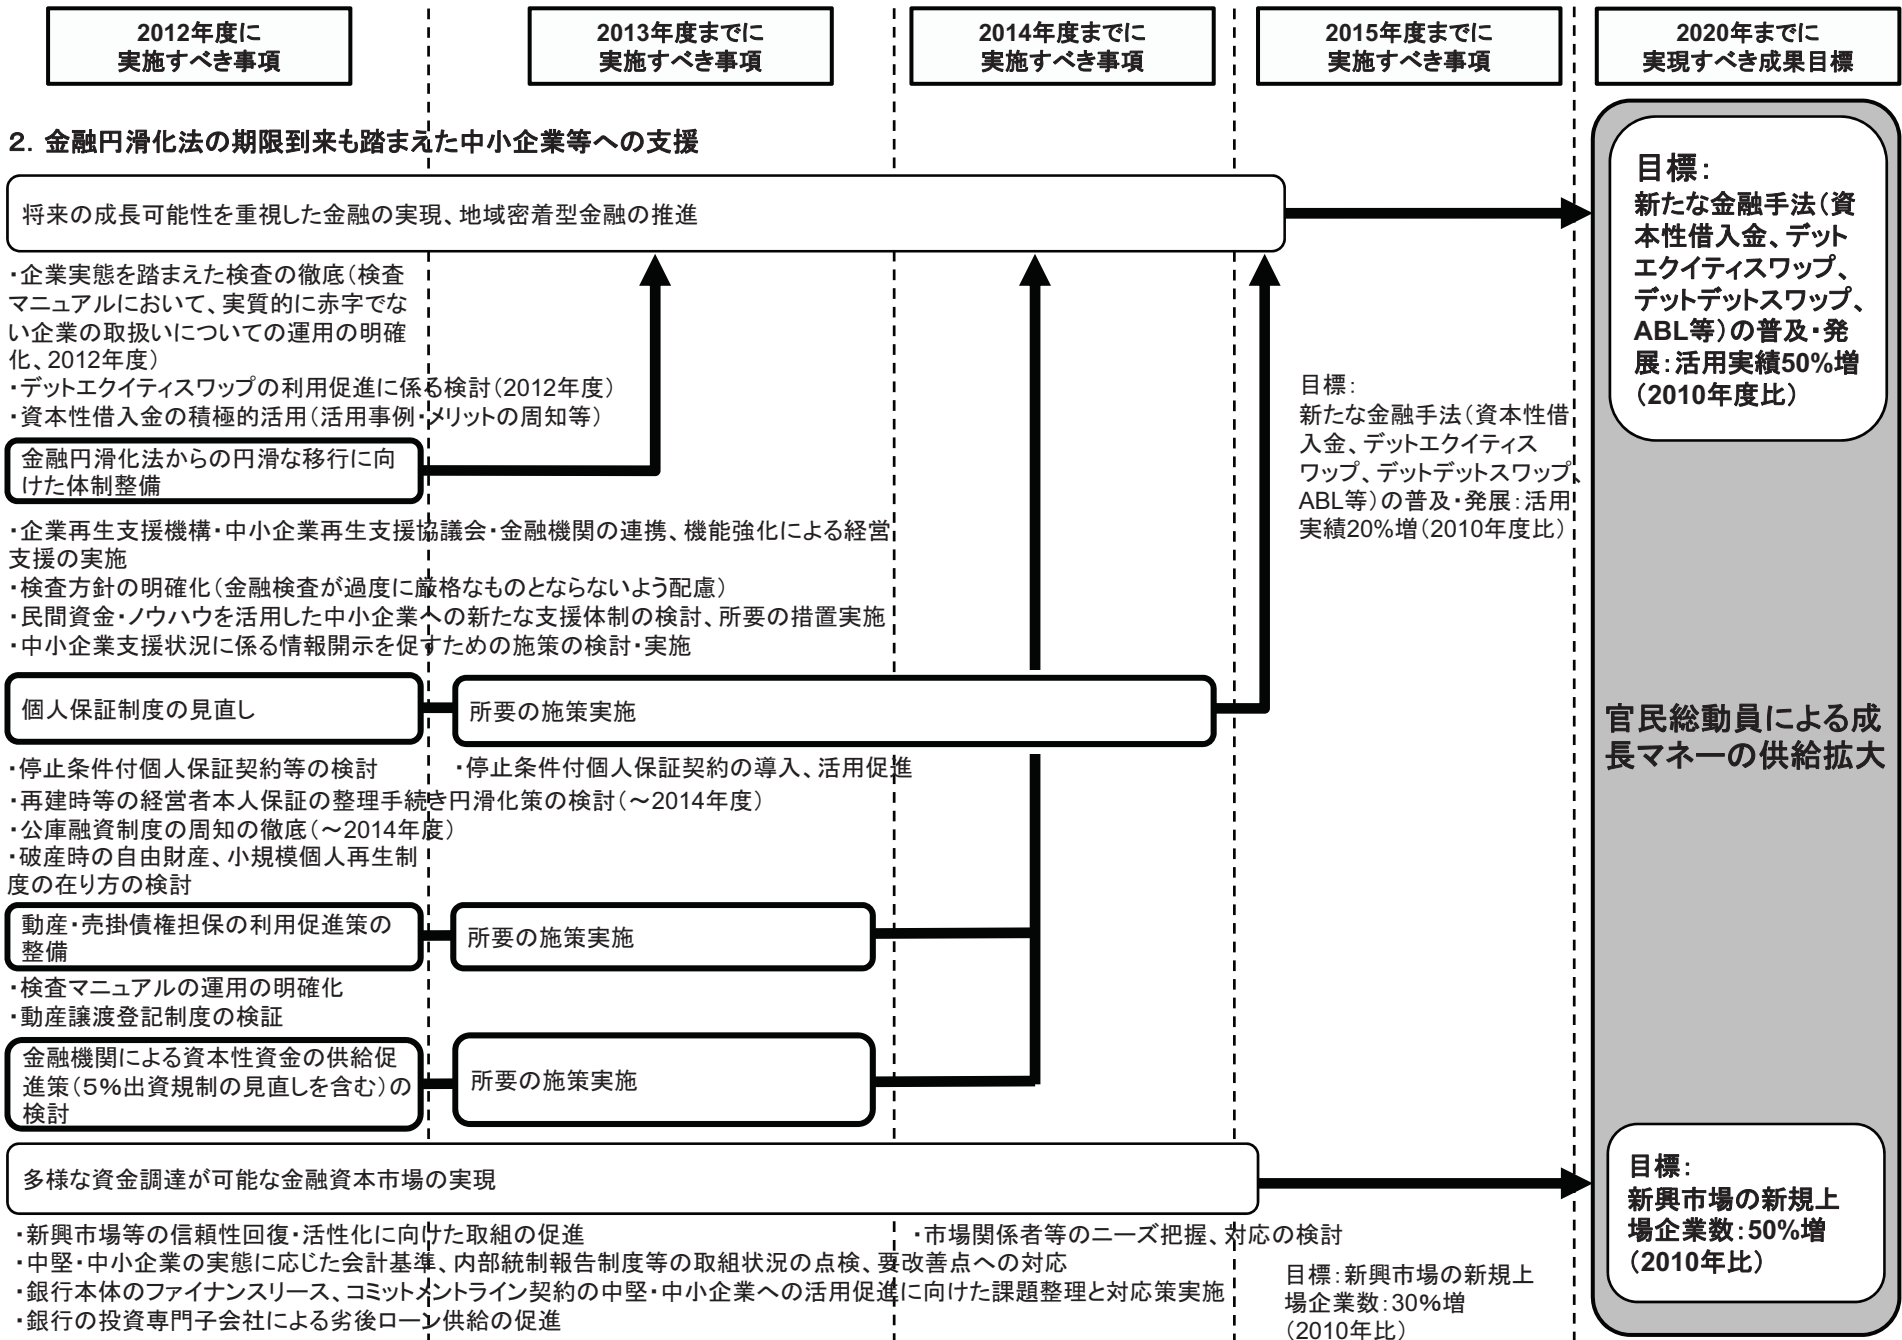 2012年度に
実施すべき事項
2013年度までに
実施すべき事項
2014年度までに
実施すべき事項
2015年度までに
実施すべき事項
2020年までに
実現すべき成果目標
2．金融円滑化法の期限到来も踏まえた中小企業等への支援
将来の成長可能性を重視した金融の実現、地域密着型金融の推進
・企業実態を踏まえた検査の徹底（検査
マニュアルにおいて、実質的に赤字でな
い企業の取扱いについての運用の明確
化、2012年度）
・デットエクイティスワップの利用促進に係る検討（2012年度）
・資本性借入金の積極的活用（活用事例・メリットの周知等）
金融円滑化法からの円滑な移行に向
けた体制整備
・企業再生支援機構・中小企業再生支援協議会・金融機関の連携、機能強化による経営
支援の実施
・検査方針の明確化（金融検査が過度に厳格なものとならないよう配慮）
・民間資金・ノウハウを活用した中小企業への新たな支援体制の検討、所要の措置実施
・中小企業支援状況に係る情報開示を促すための施策の検討・実施
個人保証制度の見直し
所要の施策実施
・停止条件付個人保証契約等の検討
・停止条件付個人保証契約の導入、活用促進
・再建時等の経営者本人保証の整理手続き円滑化策の検討（～2014年度）
・公庫融資制度の周知の徹底（～2014年度）
・破産時の自由財産、小規模個人再生制
度の在り方の検討
動産・売掛債権担保の利用促進策の
整備
所要の施策実施
・検査マニュアルの運用の明確化
・動産譲渡登記制度の検証
金融機関による資本性資金の供給促
進策（5％出資規制の見直しを含む）の
検討
所要の施策実施
多様な資金調達が可能な金融資本市場の実現
・新興市場等の信頼性回復・活性化に向けた取組の促進
・市場関係者等のニーズ把握、対応の検討
・中堅・中小企業の実態に応じた会計基準、内部統制報告制度等の取組状況の点検、要改善点への対応
・銀行本体のファイナンスリース、コミットメントライン契約の中堅・中小企業への活用促進に向けた課題整理と対応策実施
・銀行の投資専門子会社による劣後ローン供給の促進
目標：
新たな金融手法（資本性借
入金、デットエクイティス
ワップ、デットデットスワップ、
ABL等）の普及・発展：活用
実績20%増（2010年度比）
目標：新興市場の新規上
場企業数：30%増
（2010年比）
目標：
新たな金融手法（資
本性借入金、デット
エクイティスワップ、
デットデットスワップ、
ABL等）の普及・発
展：活用実績50%増
（2010年度比）
官民総動員による成
長マネーの供給拡大
目標：
新興市場の新規上
場企業数：50%増
（2010年比）